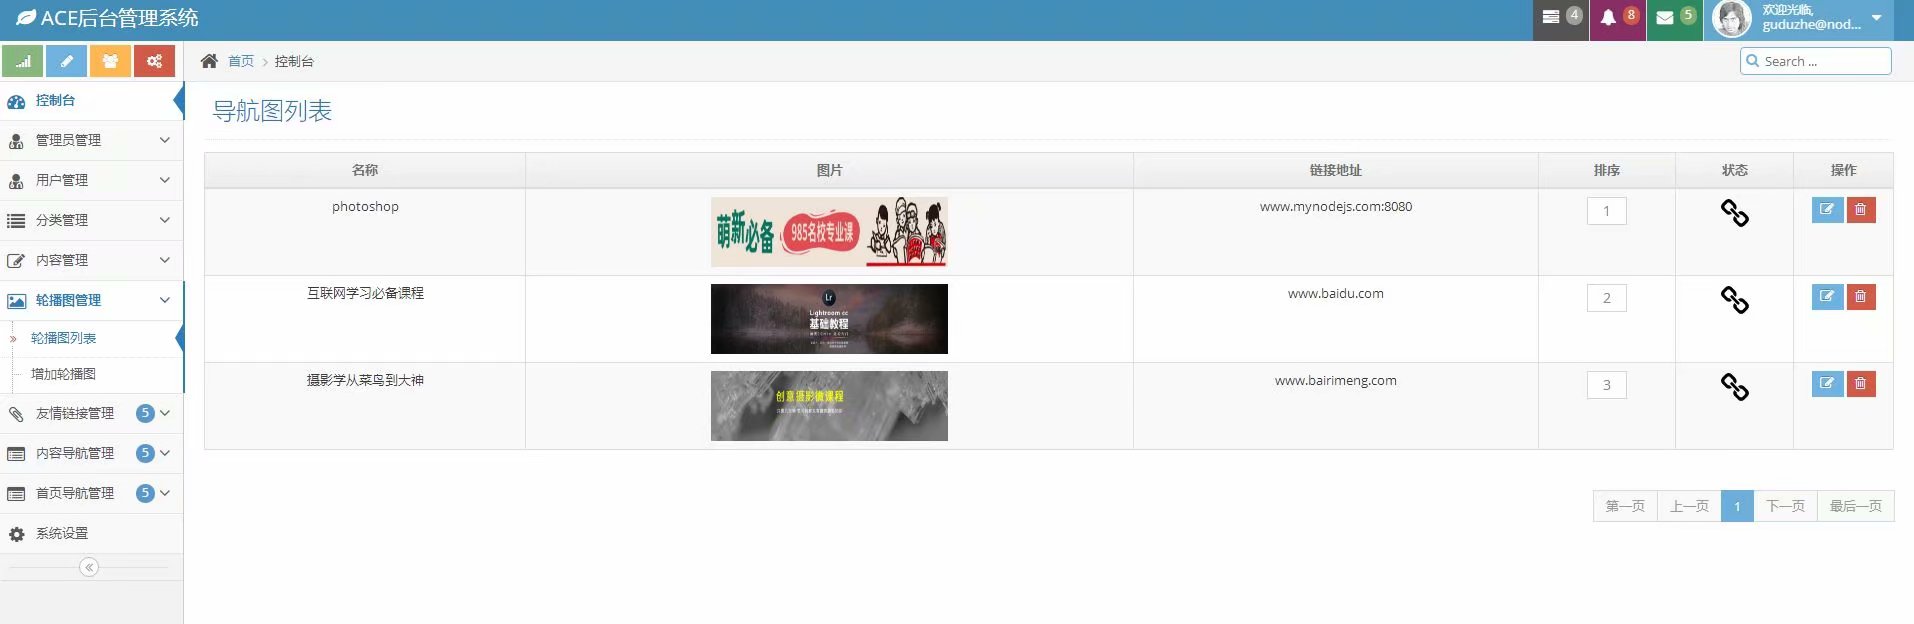 ACE后台管理系统
4
8
5
欢迎光临,
guduzhe@nod...
首页
控制台
Search ...
控制台
管理员管理
用户管理
分类管理
内容管理
轮播图管理
轮播图列表
增加轮播图
友情链接管理 5
内容导航管理 5
首页导航管理 5
系统设置
导航图列表
名称 图片 链接地址 排序 状态 操作
photoshop
萌新必备 985名校专业课
www.mynodejs.com:8080 1
互联网学习必备课程
Lr
Lightroom cc
基础教程
www.baidu.com 2
摄影学从菜鸟到大神
创意摄影微课程
www.bairimeng.com 3
第一页 上一页 1 下一页 最后一页